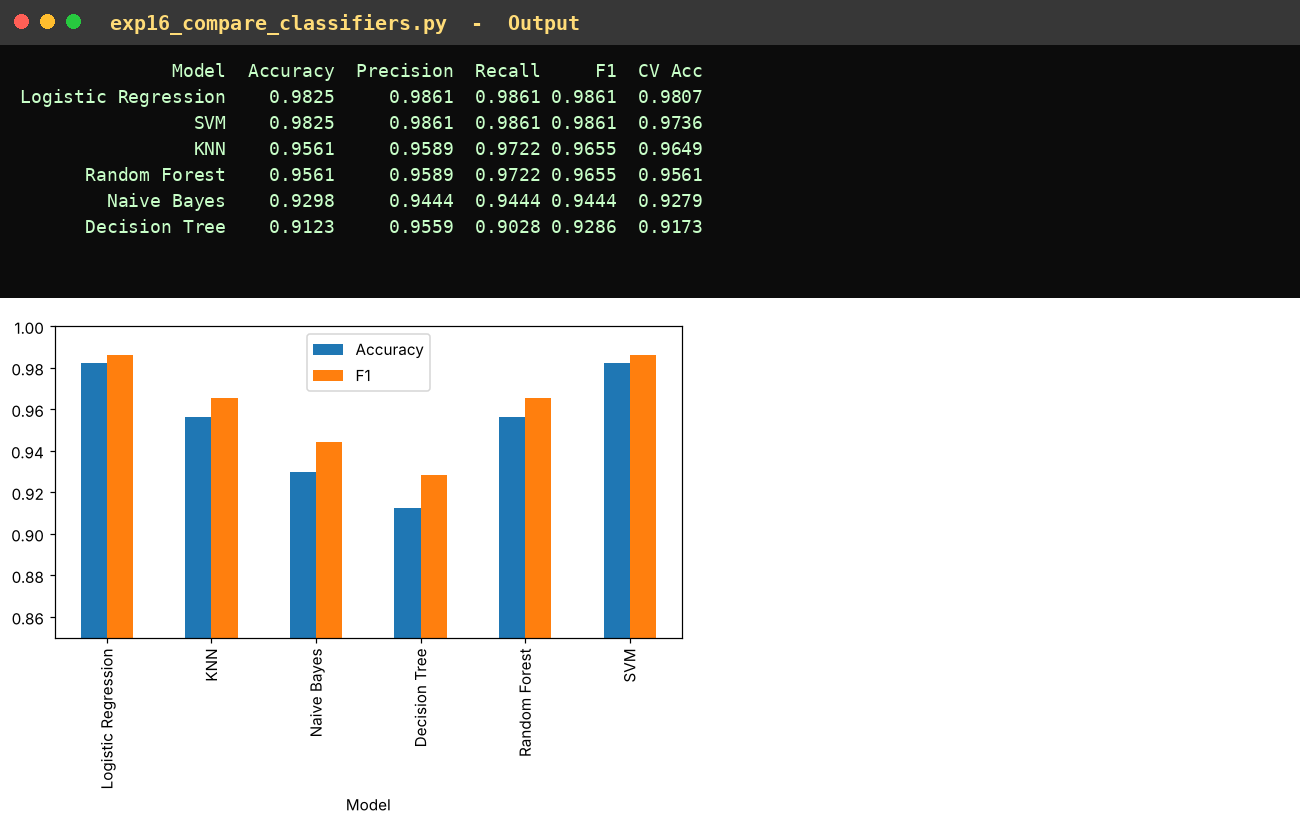 exp16_compare_classifiers.py  -  Output
Model  Accuracy  Precision  Recall     F1  CV Acc
Logistic Regression    0.9825     0.9861  0.9861 0.9861  0.9807
SVM    0.9825     0.9861  0.9861 0.9861  0.9736
KNN    0.9561     0.9589  0.9722 0.9655  0.9649
Random Forest    0.9561     0.9589  0.9722 0.9655  0.9561
Naive Bayes    0.9298     0.9444  0.9444 0.9444  0.9279
Decision Tree    0.9123     0.9559  0.9028 0.9286  0.9173
1.00
0.98
0.96
0.94
0.92
0.90
0.88
0.86
Accuracy
F1
Logistic Regression
KNN
Naive Bayes
Decision Tree
Random Forest
SVM
Model